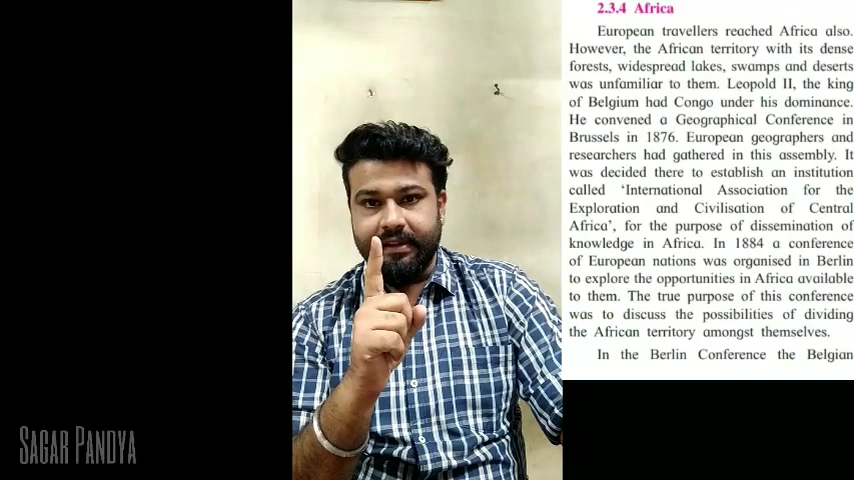 2.3.4 Africa
European travellers reached Africa also.
However, the African territory with its dense
forests, widespread lakes, swamps and deserts
was unfamiliar to them. Leopold II, the king
of Belgium had Congo under his dominance.
He convened a Geographical Conference in
Brussels in 1876. European geographers and
researchers had gathered in this assembly. It
was decided there to establish an institution
called ‘International Association for the
Exploration and Civilisation of Central
Africa’, for the purpose of dissemination of
knowledge in Africa. In 1884 a conference
of European nations was organised in Berlin
to explore the opportunities in Africa available
to them. The true purpose of this conference
was to discuss the possibilities of dividing
the African territory amongst themselves.
In the Berlin Conference the Belgian
SAGAR PANDYA